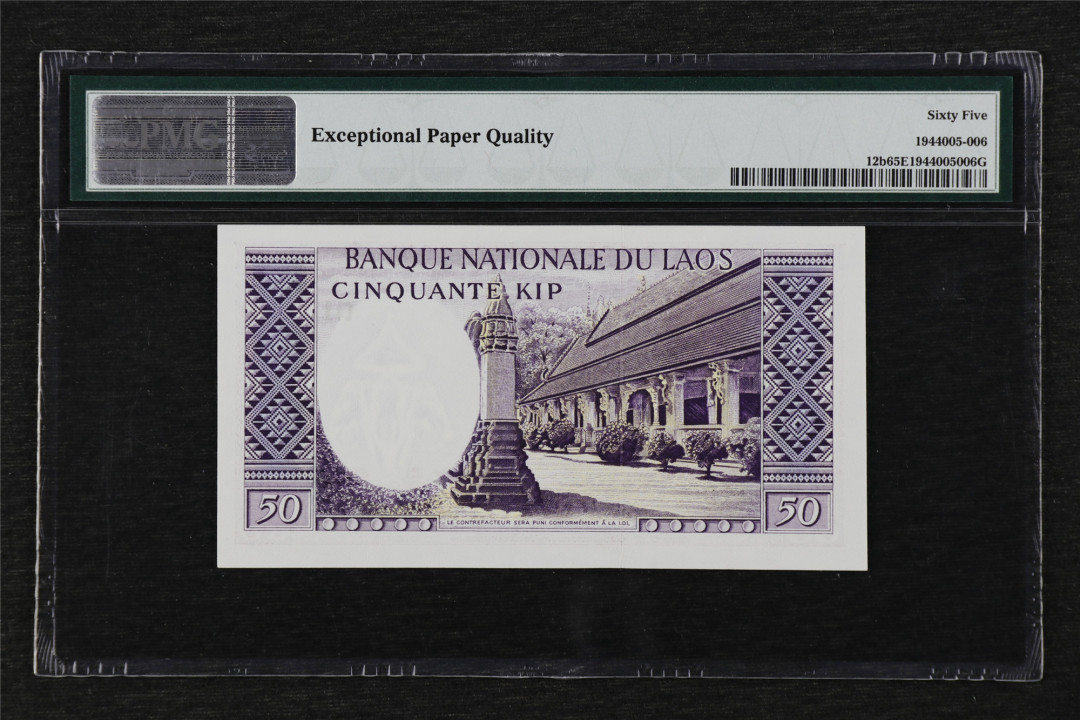 PMG
Exceptional Paper Quality
Sixty Five
1944005-006
12b65E1944005006G
BANQUE NATIONALE DU LAOS
CINQUANTE KIP
50
50
LE CONTREFACTEUR SERA PUNI CONFORMÉMENT À LA LOI.